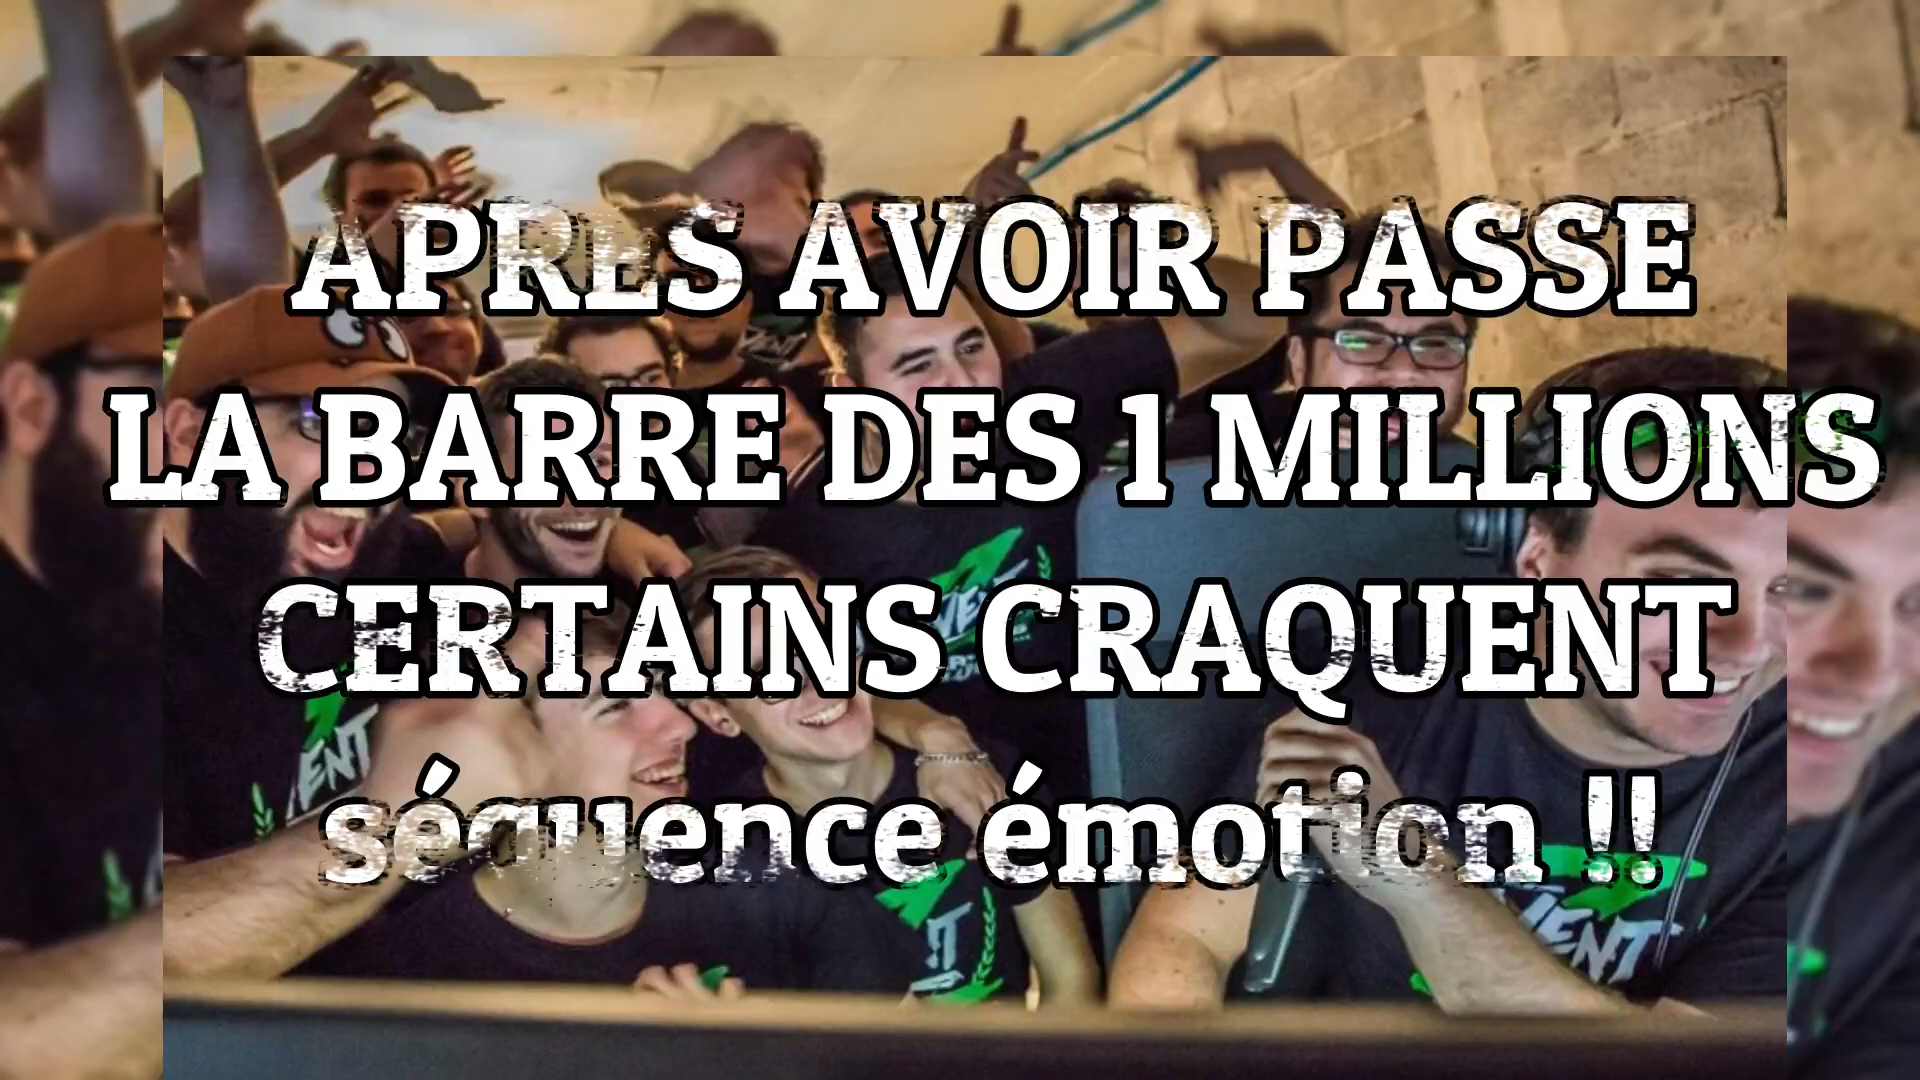 APRES AVOIR PASSE
LA BARRE DES 1 MILLIONS
CERTAINS CRAQUENT
séquence émotion !!